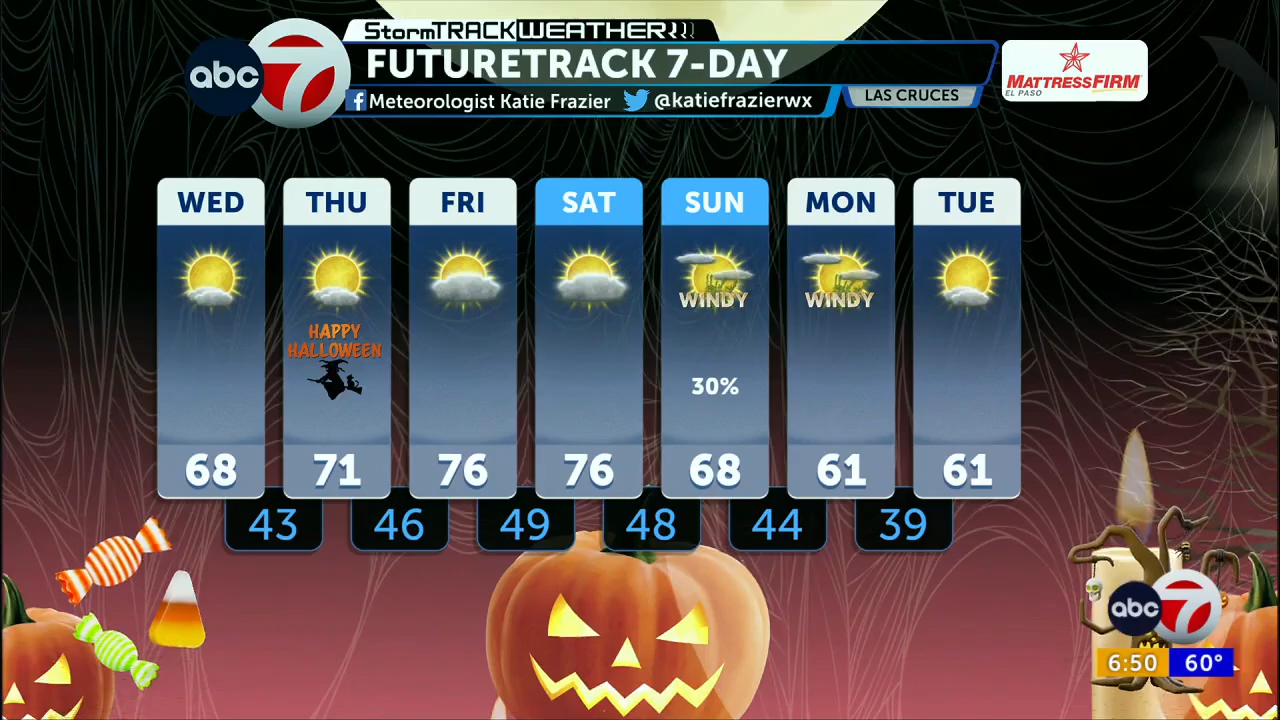 StormTRACKWEATHER
abc 7
FUTURETRACK 7-DAY
Meteorologist Katie Frazier @katiefrazierwx
LAS CRUCES
MATTRESSFIRM
EL PASO
WED THU FRI SAT SUN MON TUE
WINDY WINDY
HAPPY
HALLOWEEN
30%
68 71 76 76 68 61 61
43 46 49 48 44 39
abc 7
6:50 60°